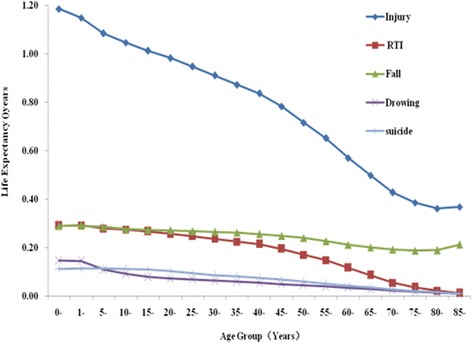 1.20
1.00
0.80
0.60
0.40
0.20
0.00
Life Expectancy (years)
0- 1- 5- 10- 15- 20- 25- 30- 35- 40- 45- 50- 55- 60- 65- 70- 75- 80- 85-
Age Group (Years)
Injury
RTI
Fall
Drowing
suicide